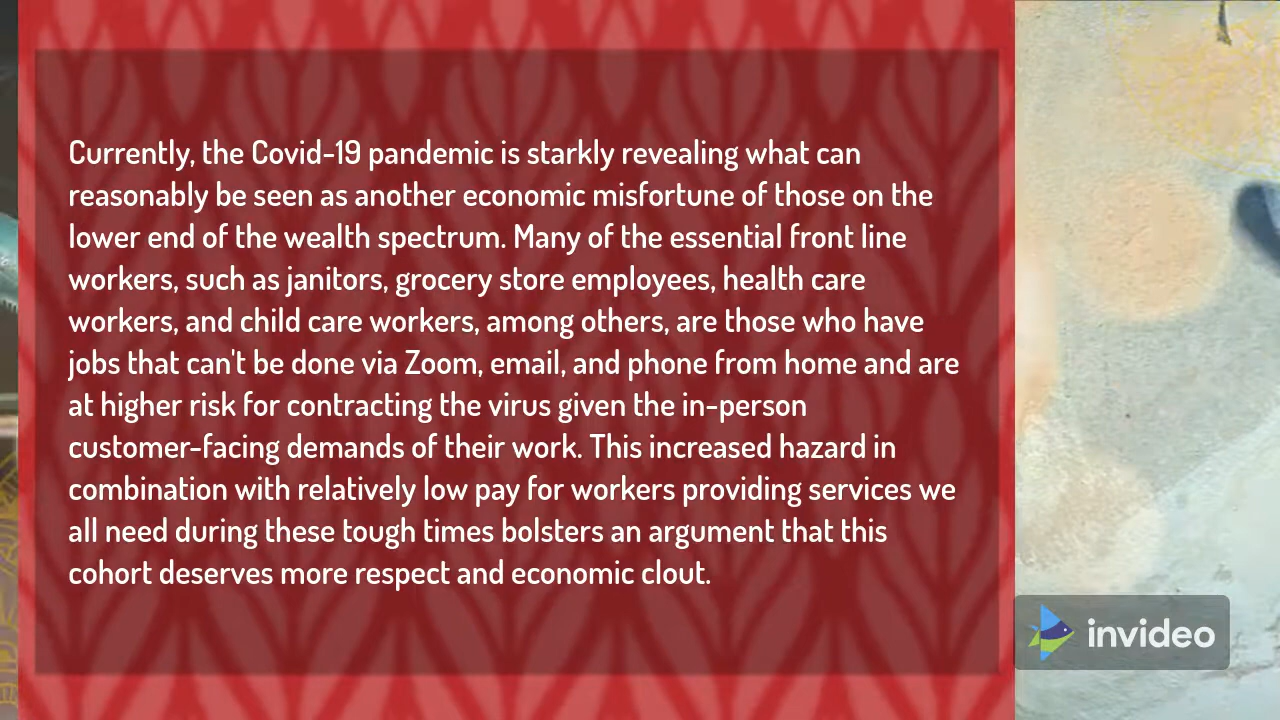 Currently, the Covid-19 pandemic is starkly revealing what can
reasonably be seen as another economic misfortune of those on the
lower end of the wealth spectrum. Many of the essential front line
workers, such as janitors, grocery store employees, health care
workers, and child care workers, among others, are those who have
jobs that can't be done via Zoom, email, and phone from home and are
at higher risk for contracting the virus given the in-person
customer-facing demands of their work. This increased hazard in
combination with relatively low pay for workers providing services we
all need during these tough times bolsters an argument that this
cohort deserves more respect and economic clout.
invideo